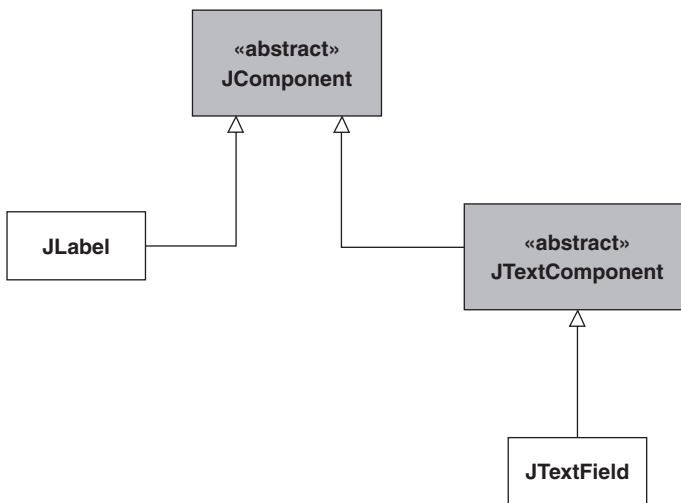 «abstract»
JComponent
JLabel
«abstract»
JTextComponent
JTextField